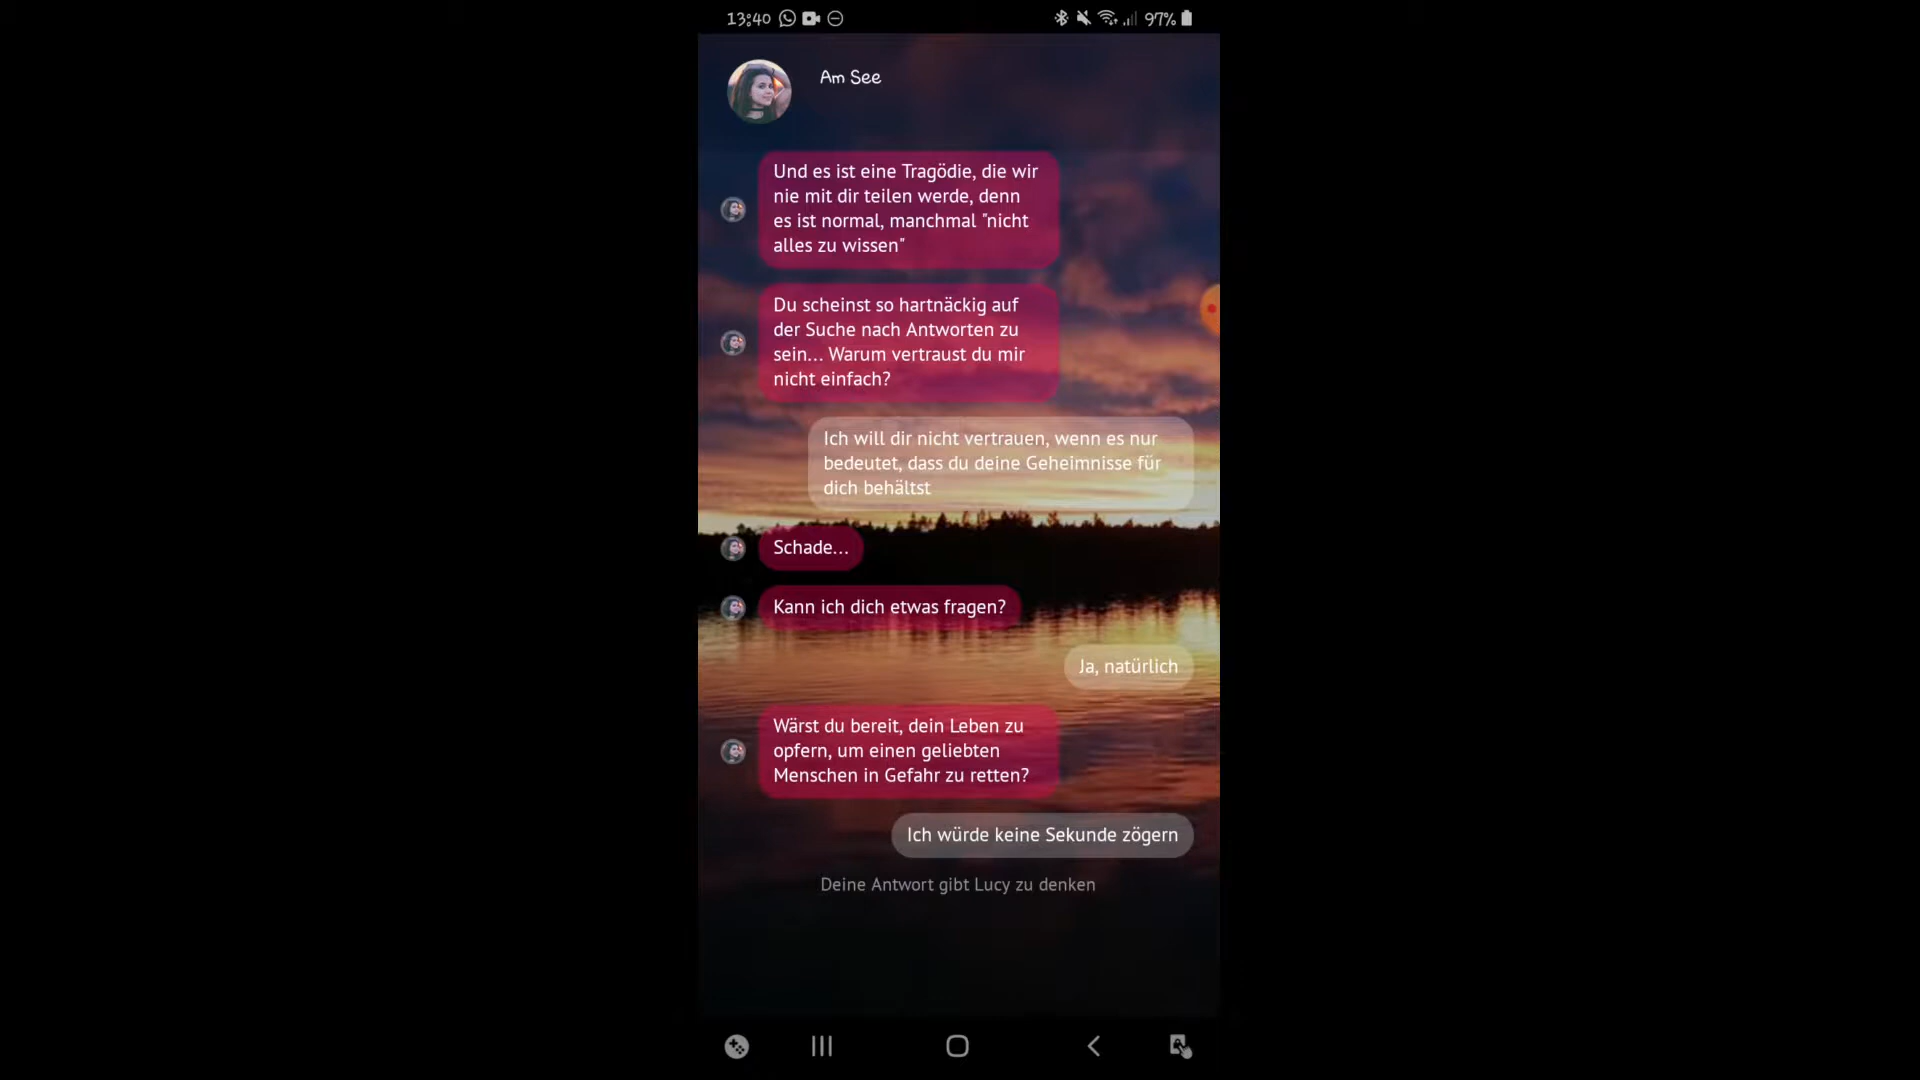 13:40
97%
Am See
Und es ist eine Tragödie, die wir
nie mit dir teilen werde, denn
es ist normal, manchmal "nicht
alles zu wissen"
Du scheinst so hartnäckig auf
der Suche nach Antworten zu
sein... Warum vertraust du mir
nicht einfach?
Ich will dir nicht vertrauen, wenn es nur
bedeutet, dass du deine Geheimnisse für
dich behältst
Schade...
Kann ich dich etwas fragen?
Ja, natürlich
Wärst du bereit, dein Leben zu
opfern, um einen geliebten
Menschen in Gefahr zu retten?
Ich würde keine Sekunde zögern
Deine Antwort gibt Lucy zu denken